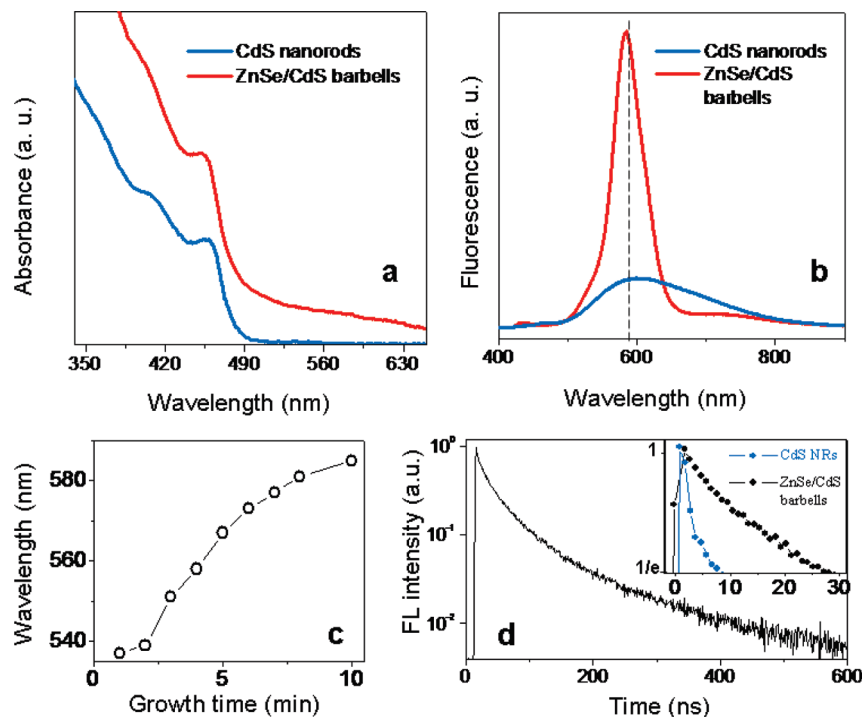 CdS nanorods
ZnSe/CdS barbells
Absorbance (a. u.)
a
350 420 490 560 630
Wavelength (nm)
CdS nanorods
ZnSe/CdS
barbells
Fluorescence (a. u.)
b
400 600 800
Wavelength (nm)
Wavelength (nm)
580
560
540
c
0 5 10
Growth time (min)
FL intensity (a.u.)
10⁰
10⁻¹
10⁻²
1
CdS NRs
ZnSe/CdS
barbells
1/e
0 10 20 30
d
0 200 400 600
Time (ns)